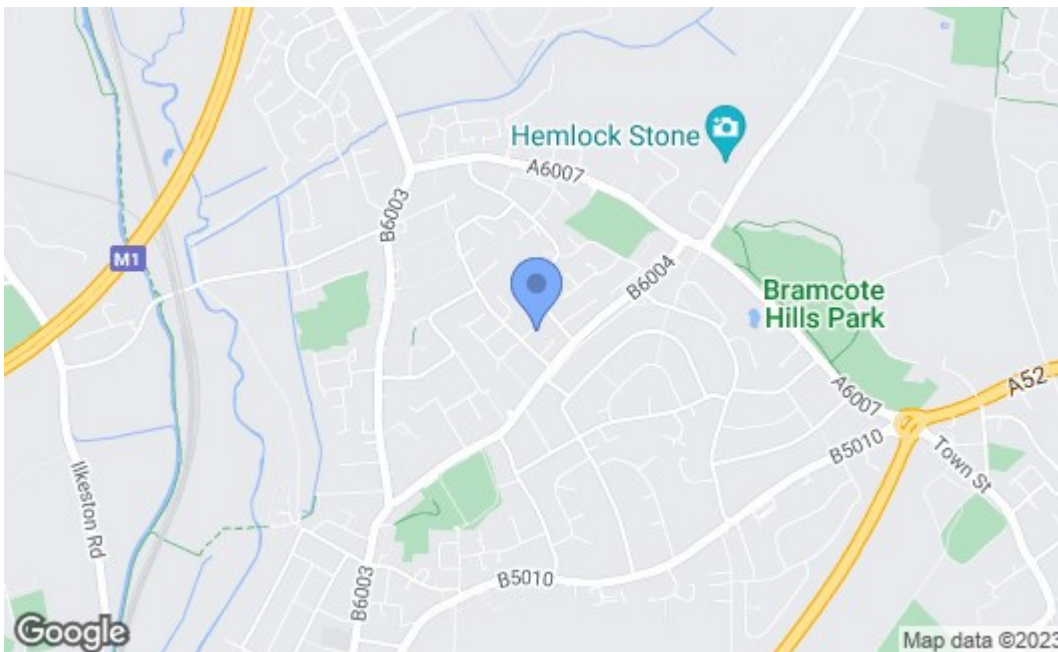 Hemlock Stone
A6007
B6003
M1
B6004
Bramcote
Hills Park
A52
A6007
B5010
Town St
Ilkeston Rd
B5010
B6003
Google
Map data ©2023